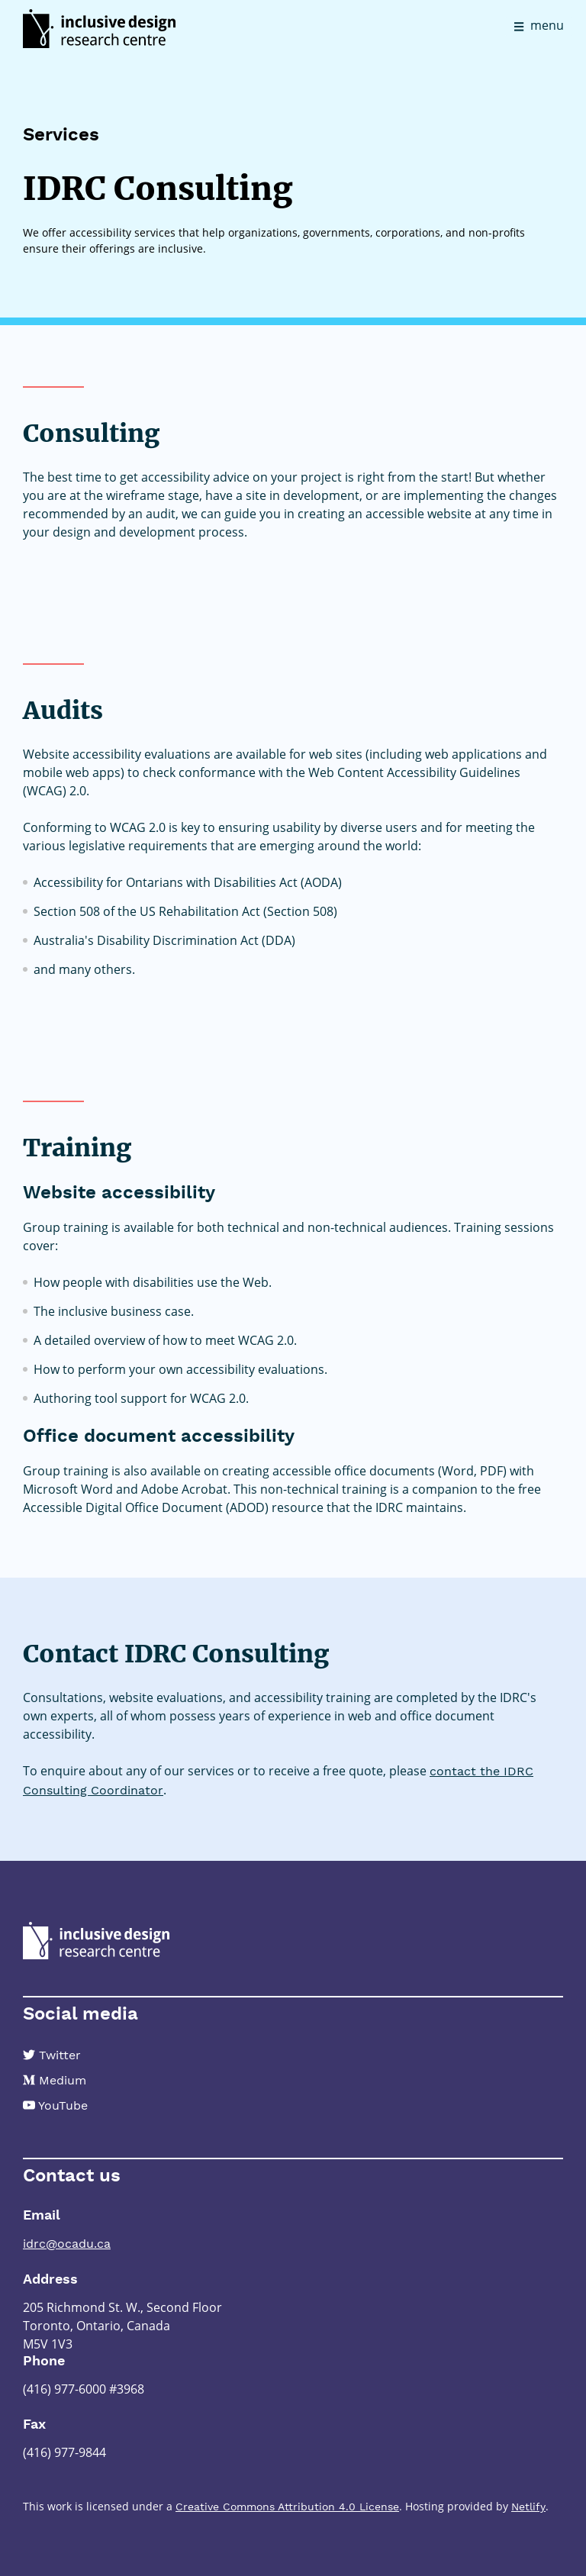 inclusive design
research centre
menu
Services
IDRC Consulting
We offer accessibility services that help organizations, governments, corporations, and non-profits
ensure their offerings are inclusive.
Consulting
The best time to get accessibility advice on your project is right from the start! But whether
you are at the wireframe stage, have a site in development, or are implementing the changes
recommended by an audit, we can guide you in creating an accessible website at any time in
your design and development process.
Audits
Website accessibility evaluations are available for web sites (including web applications and
mobile web apps) to check conformance with the Web Content Accessibility Guidelines
(WCAG) 2.0.
Conforming to WCAG 2.0 is key to ensuring usability by diverse users and for meeting the
various legislative requirements that are emerging around the world:
Accessibility for Ontarians with Disabilities Act (AODA)
Section 508 of the US Rehabilitation Act (Section 508)
Australia's Disability Discrimination Act (DDA)
and many others.
Training
Website accessibility
Group training is available for both technical and non-technical audiences. Training sessions
cover:
How people with disabilities use the Web.
The inclusive business case.
A detailed overview of how to meet WCAG 2.0.
How to perform your own accessibility evaluations.
Authoring tool support for WCAG 2.0.
Office document accessibility
Group training is also available on creating accessible office documents (Word, PDF) with
Microsoft Word and Adobe Acrobat. This non-technical training is a companion to the free
Accessible Digital Office Document (ADOD) resource that the IDRC maintains.
Contact IDRC Consulting
Consultations, website evaluations, and accessibility training are completed by the IDRC's
own experts, all of whom possess years of experience in web and office document
accessibility.
To enquire about any of our services or to receive a free quote, please contact the IDRC
Consulting Coordinator.
inclusive design
research centre
Social media
Twitter
Medium
YouTube
Contact us
Email
idrc@ocadu.ca
Address
205 Richmond St. W., Second Floor
Toronto, Ontario, Canada
M5V 1V3
Phone
(416) 977-6000 #3968
Fax
(416) 977-9844
This work is licensed under a Creative Commons Attribution 4.0 License. Hosting provided by Netlify.